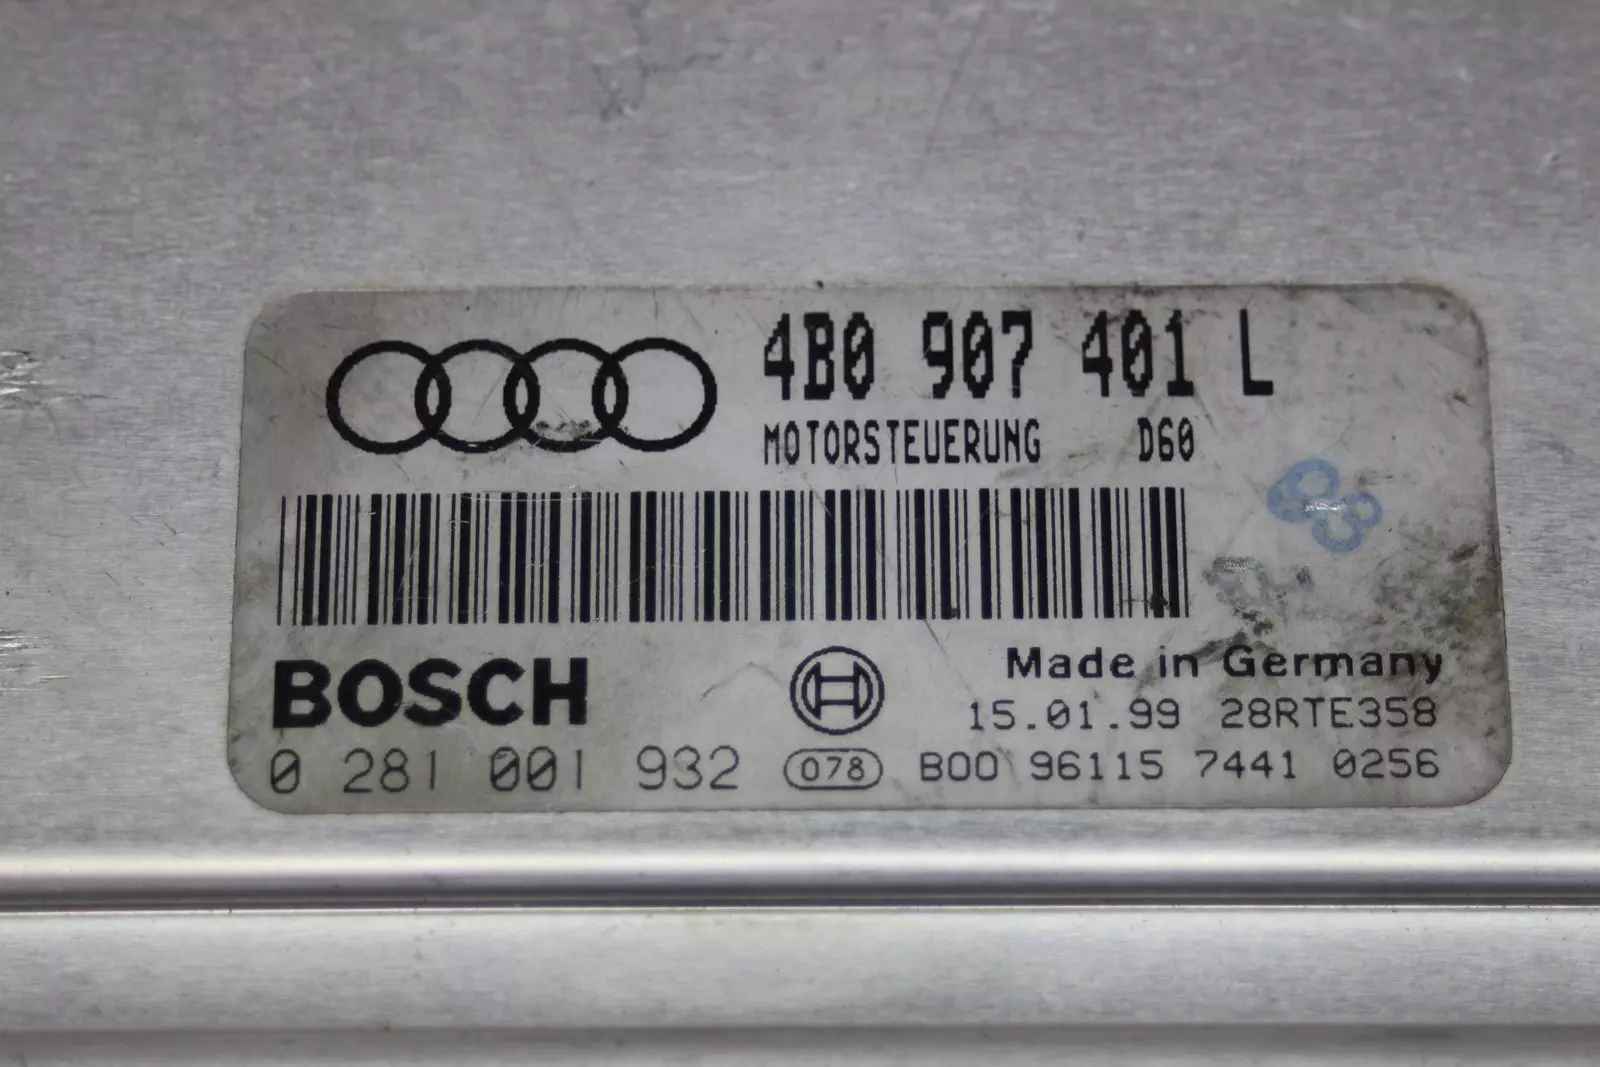 4B0 907 401 L
MOTORSTEUERUNG D60
BOSCH
Made in Germany
15.01.99 28RTE358
0 281 001 932 078 B00 96115 7441 0256